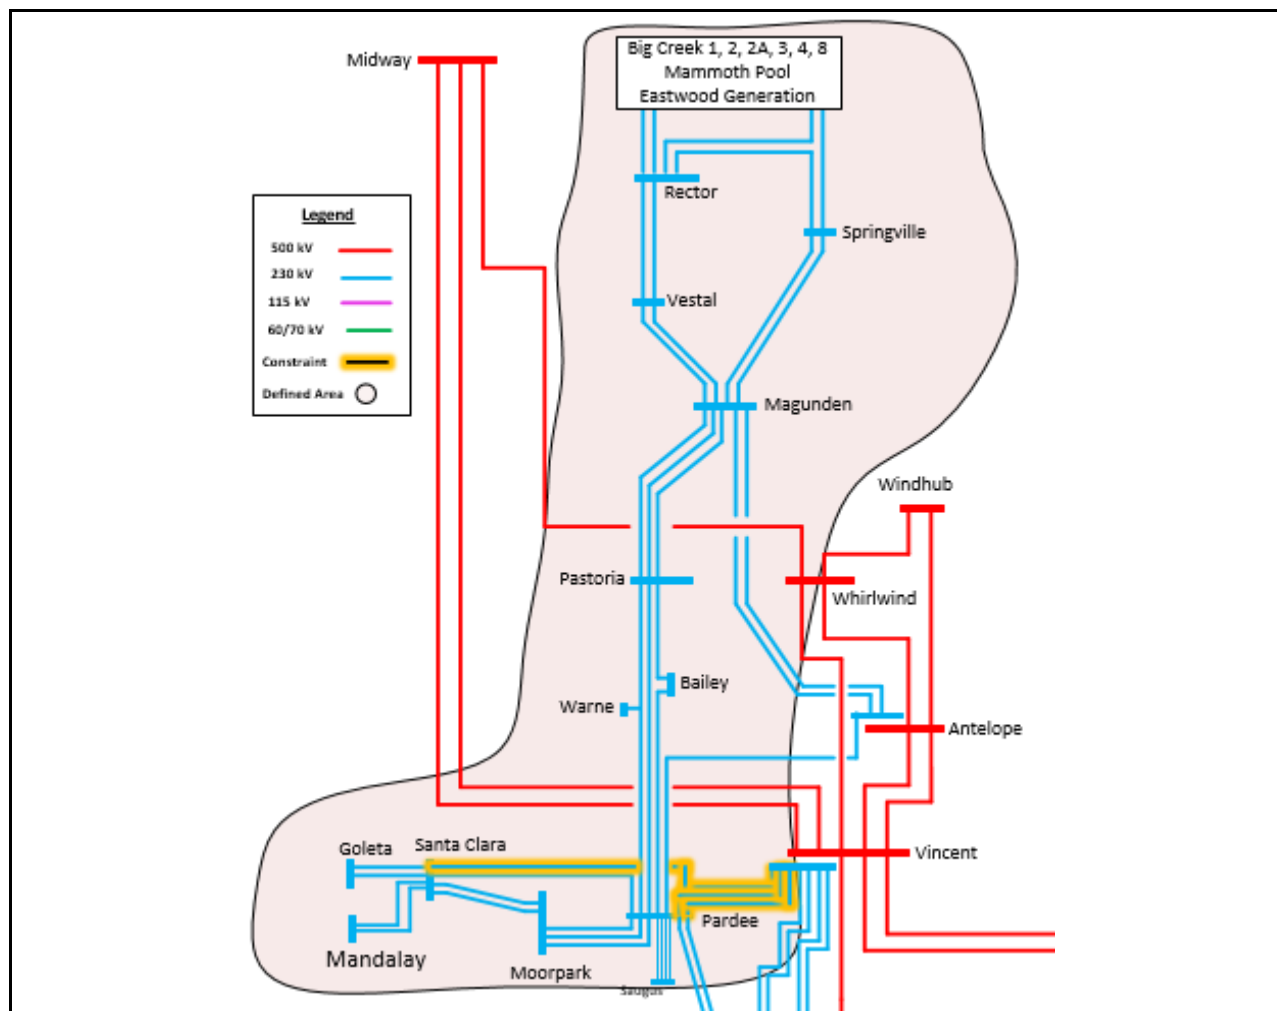 Big Creek 1, 2, 2A, 3, 4, 8
Mammoth Pool
Eastwood Generation
Midway
Rector
Legend
500 kV
230 kV
115 kV
60/70 kV
Constraint
Defined Area
Springville
Vestal
Magunden
Windhub
Pastoria
Whirlwind
Bailey
Warne
Antelope
Goleta
Santa Clara
Vincent
Pardee
Mandalay
Moorpark
Saugus